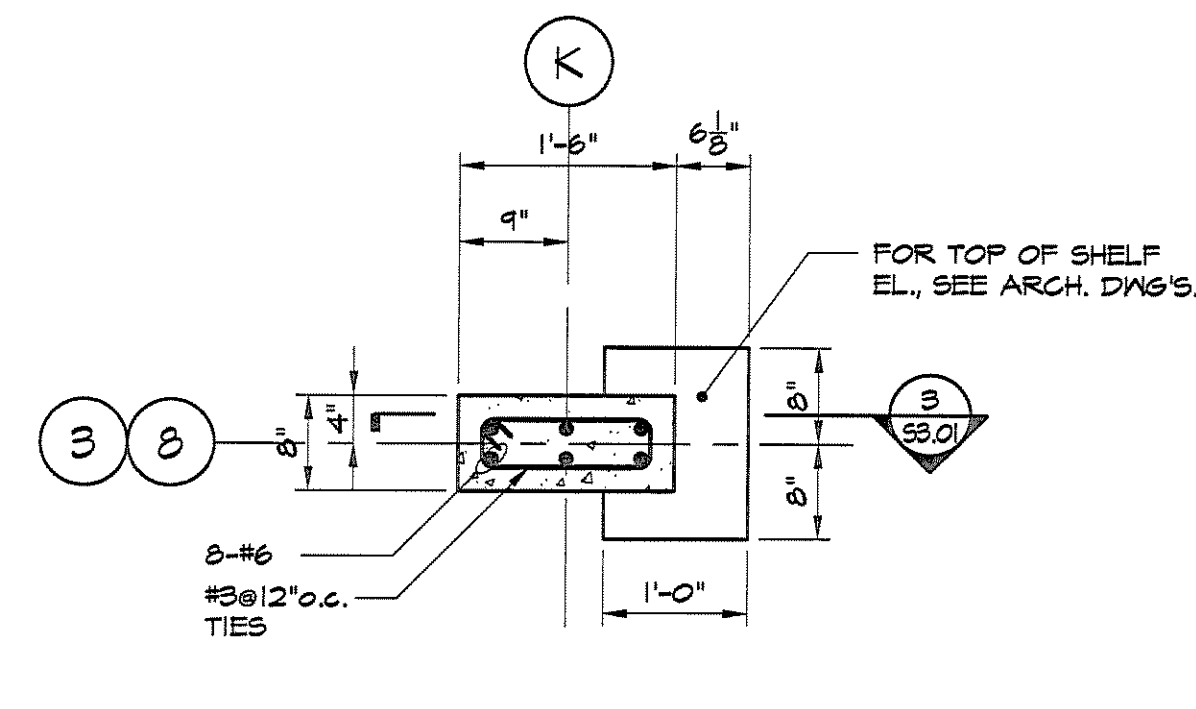 K
1'-6"
6 1/8"
9"
FOR TOP OF SHELF
EL., SEE ARCH. DWG'S.
3
8
8"
4"
8"
3
S3.01
8"
8-#6
#3@12"o.c.
TIES
1'-0"